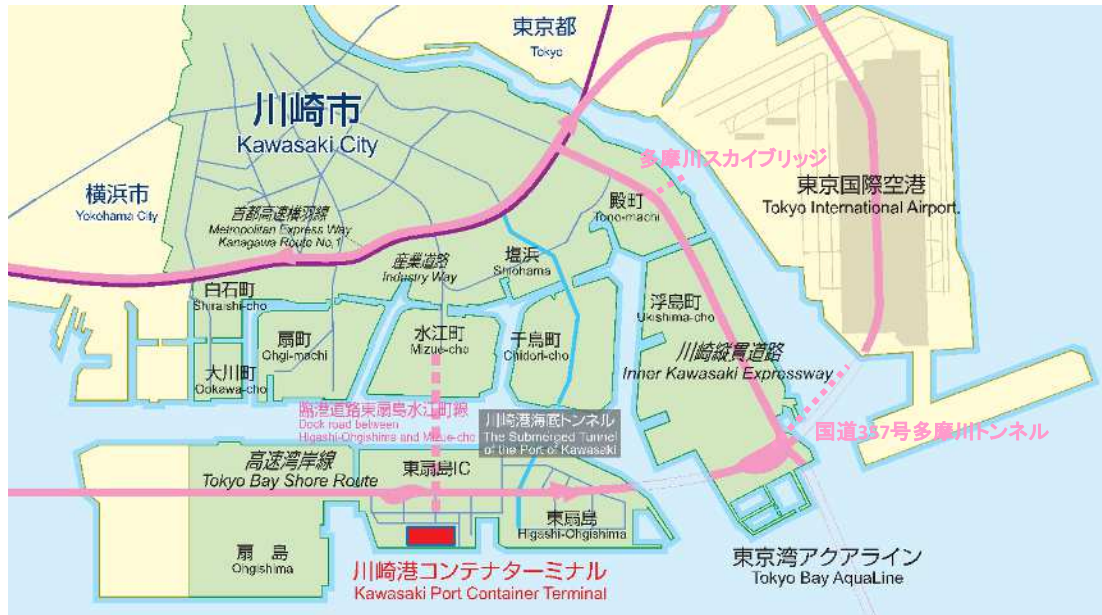 東京都
Tokyo
川崎市
Kawasaki City
多摩川スカイブリッジ
東京国際空港
Tokyo International Airport.
横浜市
Yokohama City
殿町
Tono-machi
首都高速横羽線
Metropolitan Express Way
Kanagawa Route No,1
産業道路
Industry Way
塩浜
Shiohama
白石町
Shiraishi-cho
扇町
Ohgi-machi
水江町
Mizue-cho
千鳥町
Chidori-cho
浮島町
Ukishima-cho
大川町
Ookawa-cho
川崎縦貫道路
Inner Kawasaki Expressway
臨港道路東扇島水江町線
Dock road between
Higashi-Ohgishima and Mizue-cho
川崎港海底トンネル
The Submerged Tunnel
of the Port of Kawasaki
国道357号多摩川トンネル
高速湾岸線
Tokyo Bay Shore Route
東扇島IC
東扇島
Higashi-Ohgishima
扇島
Ohgishima
川崎港コンテナターミナル
Kawasaki Port Container Terminal
東京湾アクアライン
Tokyo Bay AquaLine